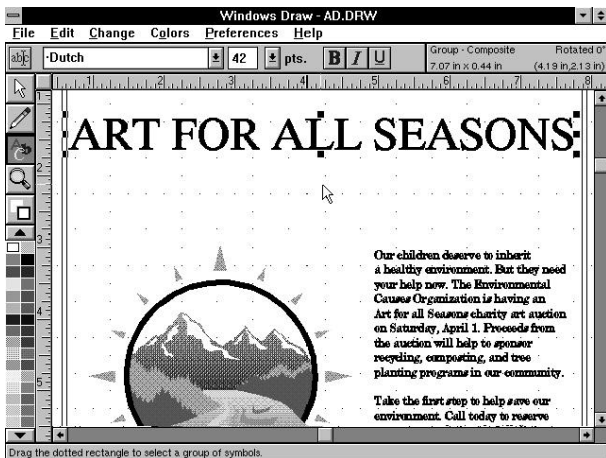 Windows Draw - AD.DRW
File Edit Change Colors Preferences Help
ab|c ·Dutch 42 pts. B I U Group - Composite Rotated 0°
7.07 in x 0.44 in (4.19 in,2.13 in)
1 2 3 4 5 6 7 8
1
ART FOR ALL SEASONS
2
3
Our children deserve to inherit
a healthy environment. But they need
your help now. The Environmental
Causes Organization is having an
Art for all Seasons charity art auction
on Saturday, April 1. Proceeds from
the auction will help to sponsor
recycling, composting, and tree
planting programs in our community.
4
5
Take the first step to help save our
environment. Call today to reserve
Drag the dotted rectangle to select a group of symbols.